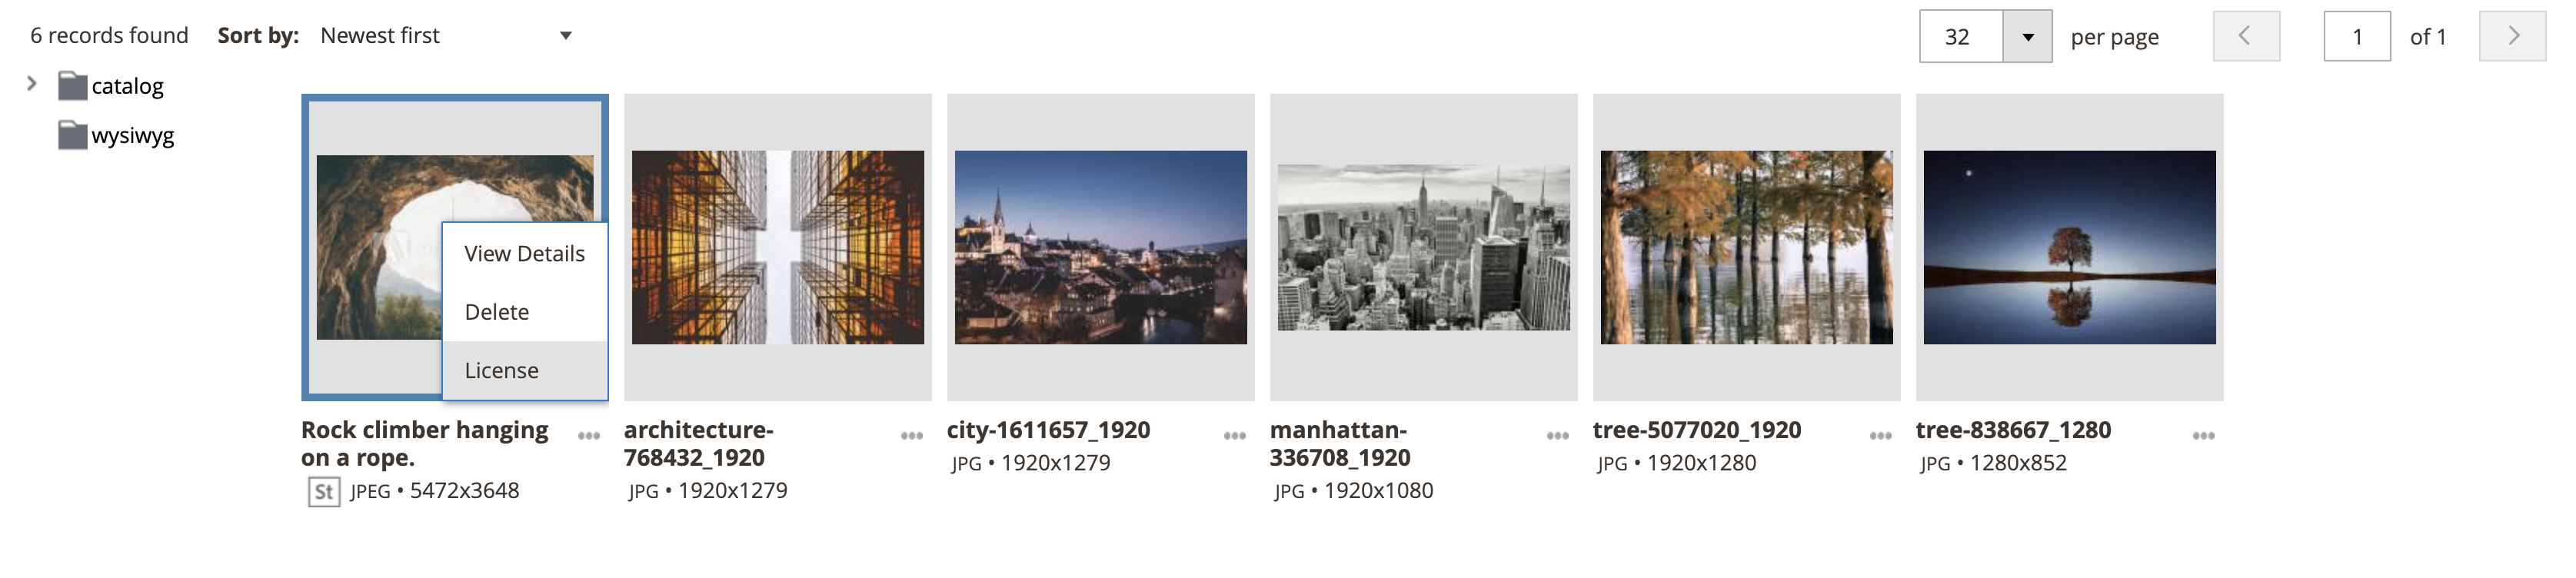 6 records found Sort by: Newest first 32 per page 1 of 1
catalog
wysiwyg
View Details
Delete
License
Rock climber hanging
on a rope.
St JPEG • 5472x3648
architecture-
768432_1920
JPG • 1920x1279
city-1611657_1920
JPG • 1920x1279
manhattan-
336708_1920
JPG • 1920x1080
tree-5077020_1920
JPG • 1920x1280
tree-838667_1280
JPG • 1280x852